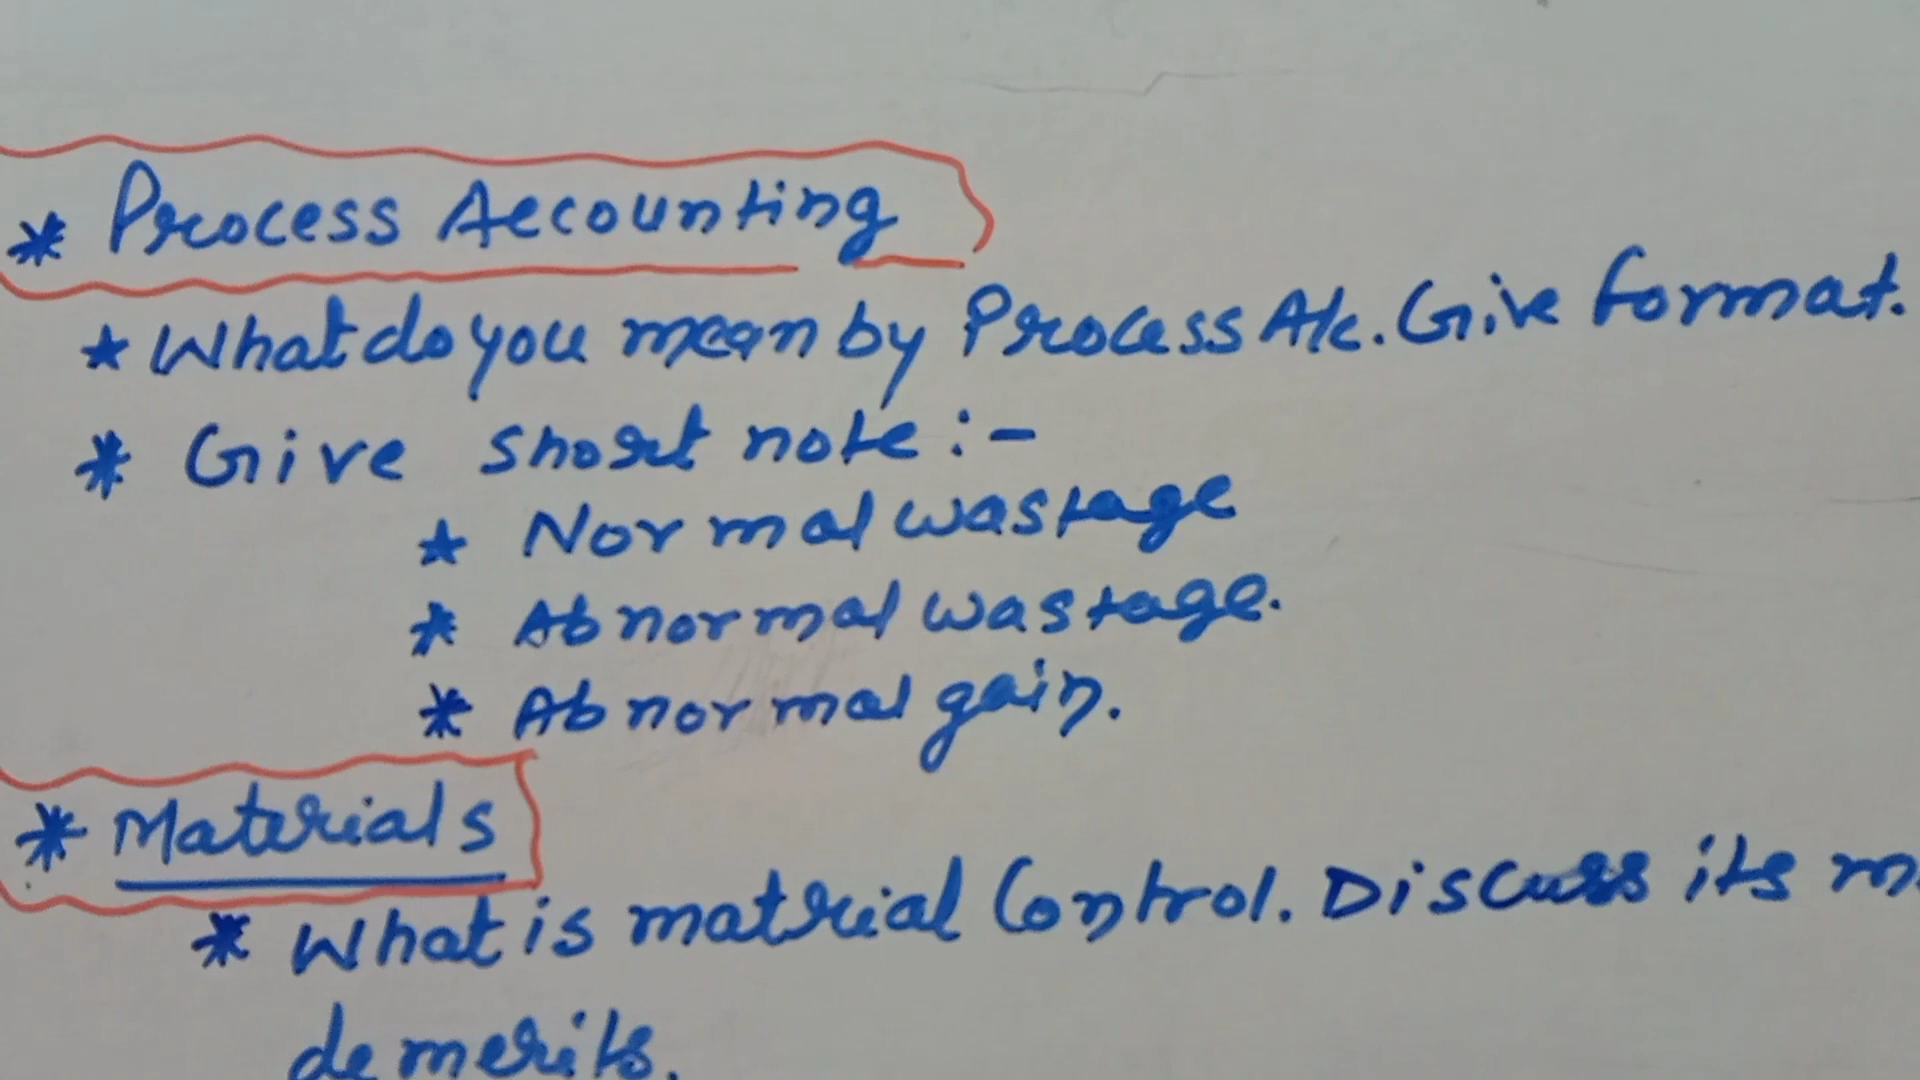 * Process Accounting
* What do you mean by Process A/c. Give format.
* Give short note :-
* Normal wastage
* Abnormal wastage.
* Abnormal gain.
* Materials
* What is matrial Control. Discuss its
demerits.